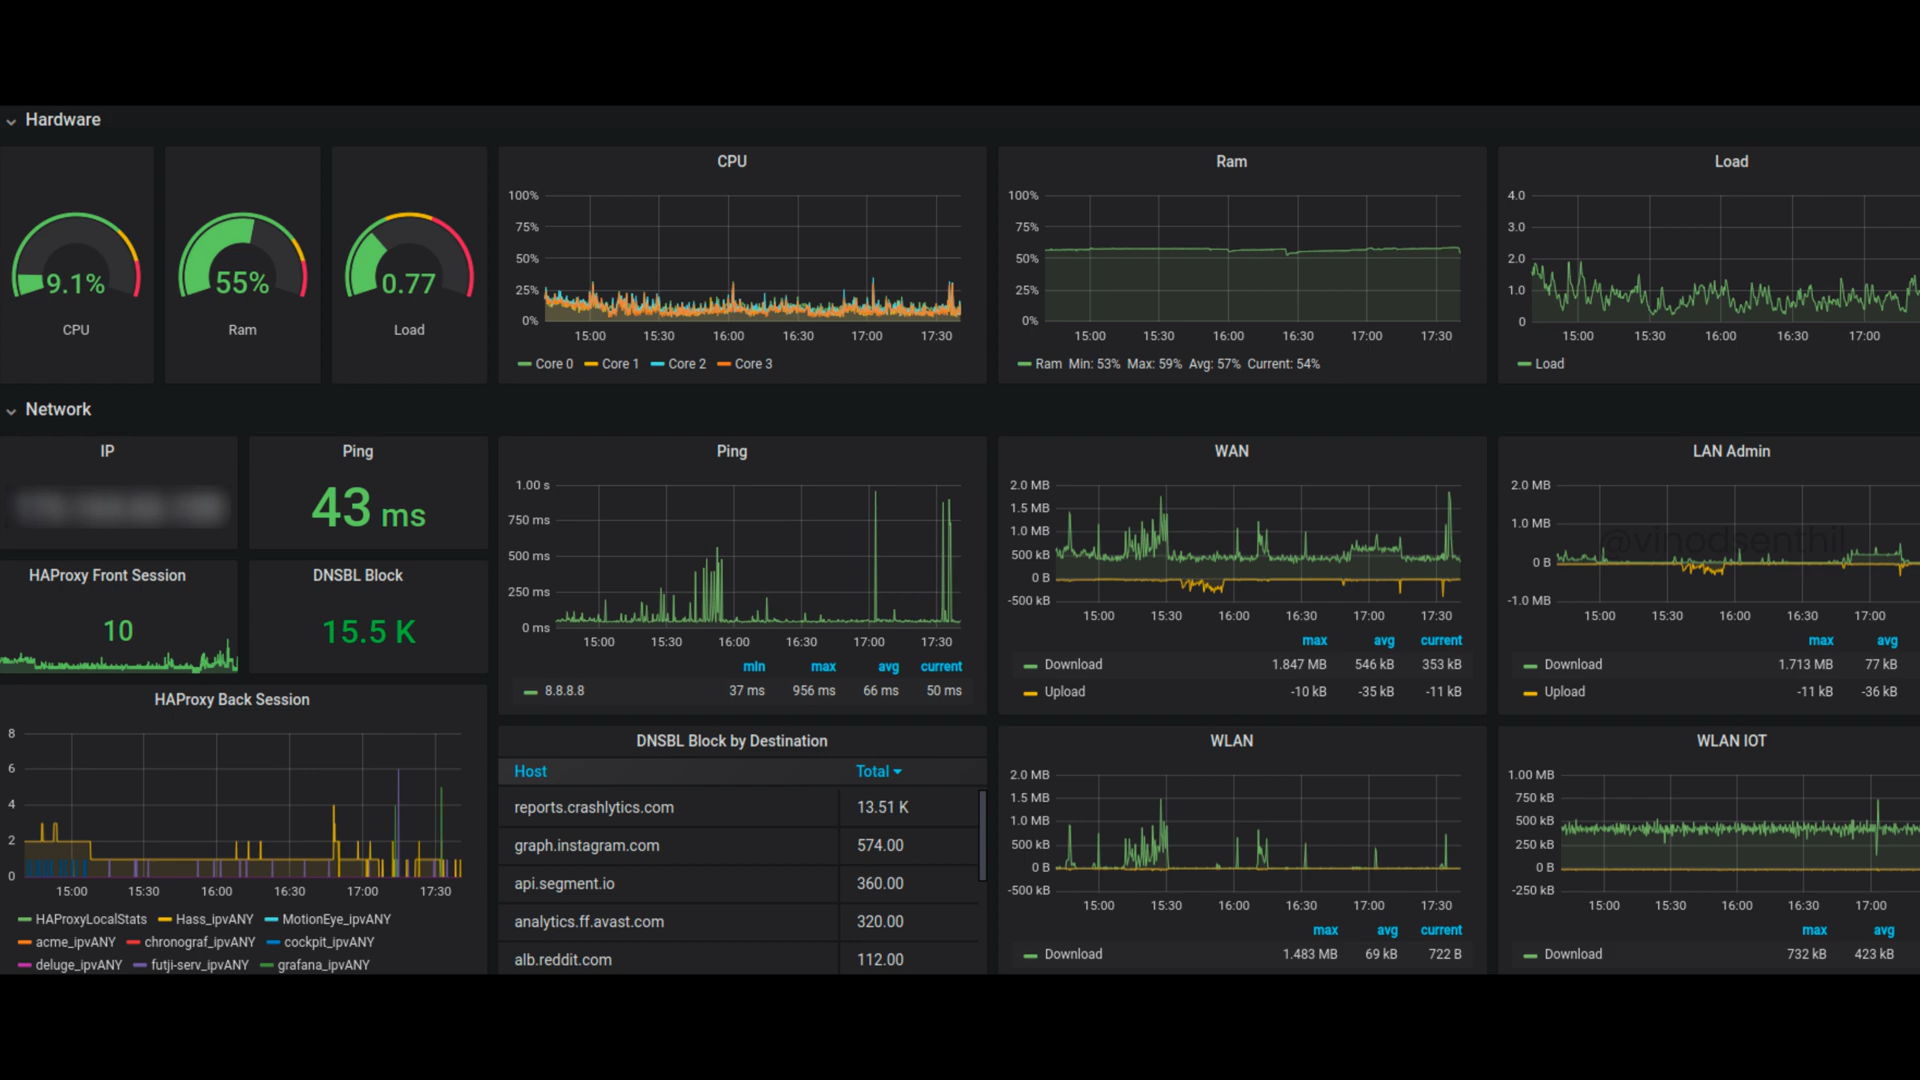 Hardware
9.1%
CPU
55%
Ram
0.77
Load
CPU
100%
75%
50%
25%
0%
15:00 15:30 16:00 16:30 17:00 17:30
Core 0 Core 1 Core 2 Core 3
Ram
100%
75%
50%
25%
0%
15:00 15:30 16:00 16:30 17:00 17:30
Ram Min: 53% Max: 59% Avg: 57% Current: 54%
Load
4.0
3.0
2.0
1.0
0
15:00 15:30 16:00 16:30 17:00
Load
Network
IP
Ping
43 ms
HAProxy Front Session
10
DNSBL Block
15.5 K
HAProxy Back Session
8
6
4
2
0
15:00 15:30 16:00 16:30 17:00 17:30
HAProxyLocalStats Hass_ipvANY MotionEye_ipvANY
acme_ipvANY chronograf_ipvANY cockpit_ipvANY
deluge_ipvANY futji-serv_ipvANY grafana_ipvANY
Ping
1.00 s
750 ms
500 ms
250 ms
0 ms
15:00 15:30 16:00 16:30 17:00 17:30
min max avg current
8.8.8.8 37 ms 956 ms 66 ms 50 ms
DNSBL Block by Destination
Host Total
reports.crashlytics.com 13.51 K
graph.instagram.com 574.00
api.segment.io 360.00
analytics.ff.avast.com 320.00
alb.reddit.com 112.00
WAN
2.0 MB
1.5 MB
1.0 MB
500 kB
0 B
-500 kB
15:00 15:30 16:00 16:30 17:00 17:30
max avg current
Download 1.847 MB 546 kB 353 kB
Upload -10 kB -35 kB -11 kB
LAN Admin
2.0 MB
1.0 MB
0 B
-1.0 MB
@vinodsenthil
15:00 15:30 16:00 16:30 17:00
max avg
Download 1.713 MB 77 kB
Upload -11 kB -36 kB
WLAN
2.0 MB
1.5 MB
1.0 MB
500 kB
0 B
-500 kB
15:00 15:30 16:00 16:30 17:00 17:30
max avg current
Download 1.483 MB 69 kB 722 B
WLAN IOT
1.00 MB
750 kB
500 kB
250 kB
0 B
-250 kB
15:00 15:30 16:00 16:30 17:00
max avg
Download 732 kB 423 kB